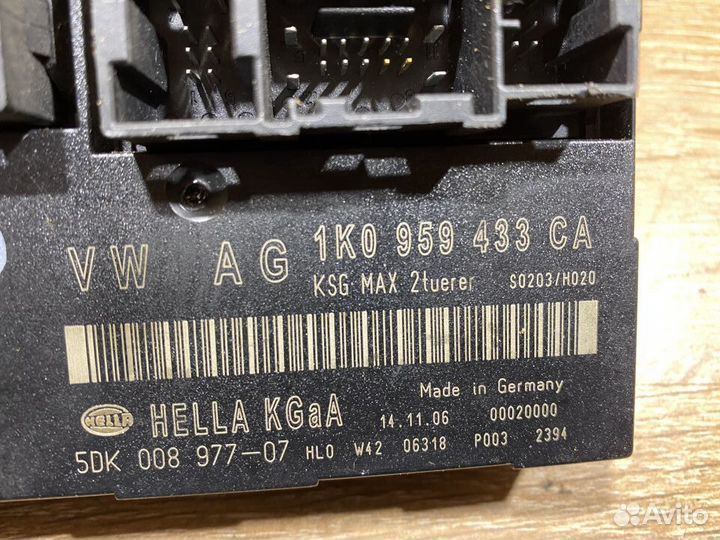 VW AG 1K0 959 433 CA
KSG MAX 2tuerer S0203/H020
Made in Germany
HELLA HELLA KGaA 14.11.06 00020000
5DK 008 977-07 HL0 W42 06318 P003 2394
Avito